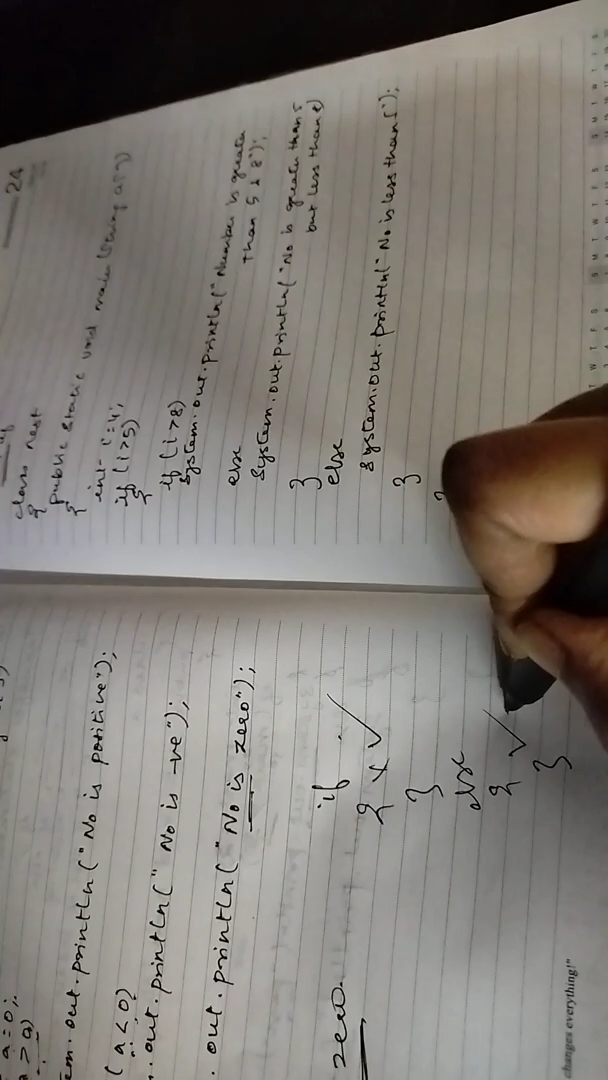 a = 0;
> a)
em.out.println("No is positive");
(a < 0)
.out.println(" No is -ve");
.out.println(" No is zero");
zero.
if
{ x ✓
}
else
{ ✓
}
changes everything!"
24
if
class nest
{
public static void main(String a[])
{
int i=4;
if (i>5)
{
if (i>8)
System.out.println("Number is greater
than 5 & 8");
else
System.out.println("No is greater than 5
but less than 8)
}
else
System.out.println("No is less than 5");
}